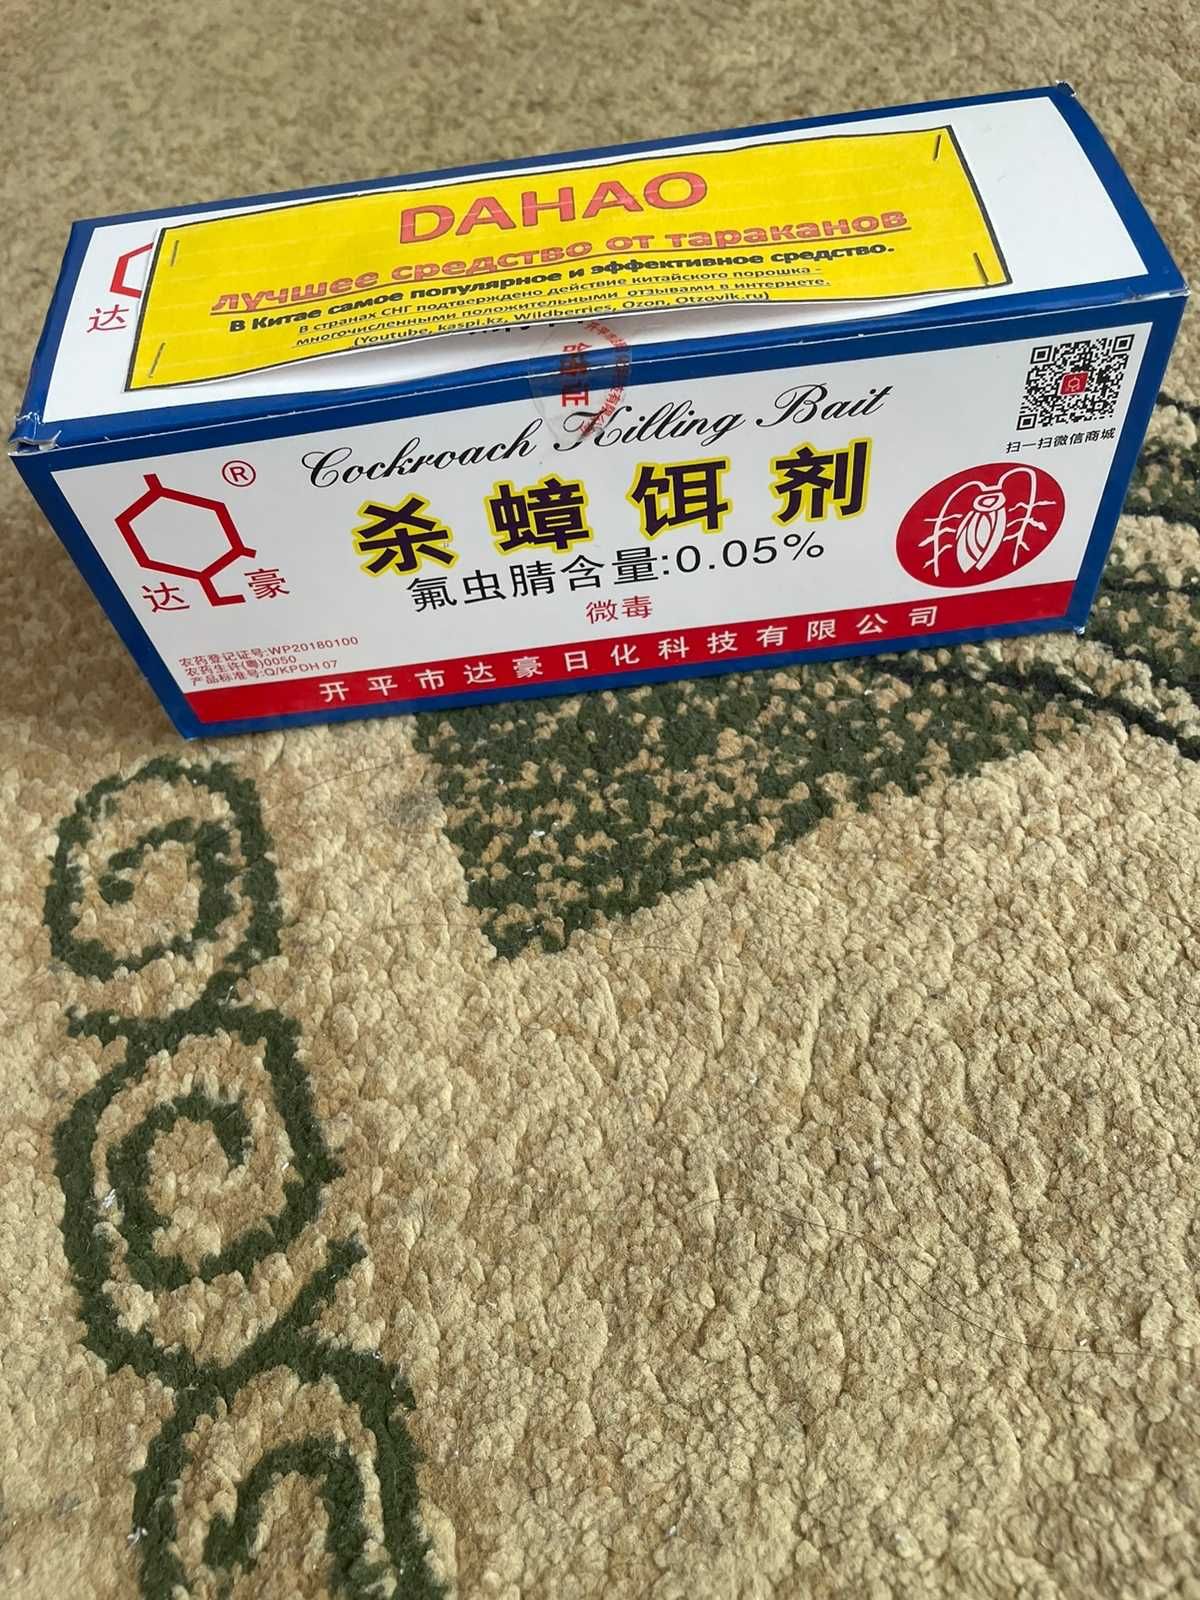 DAHAO
лучшее средство от тараканов
В Китае самое популярное и эффективное средство.
В странах СНГ подтверждено действие китайского порошка -
многочисленными положительными отзывами в интернете.
(Youtube, kaspi.kz, Wildberries, Ozon, Otzovik.ru)
达
合格证
Cockroach Killing Bait
扫一扫微信商城
®
达豪
杀蟑饵剂
氟虫腈含量:0.05%
微毒
农药登记证号:WP20180100
农药生许(粤)0050
产品标准号:Q/KPDH 07
开平市达豪日化科技有限公司